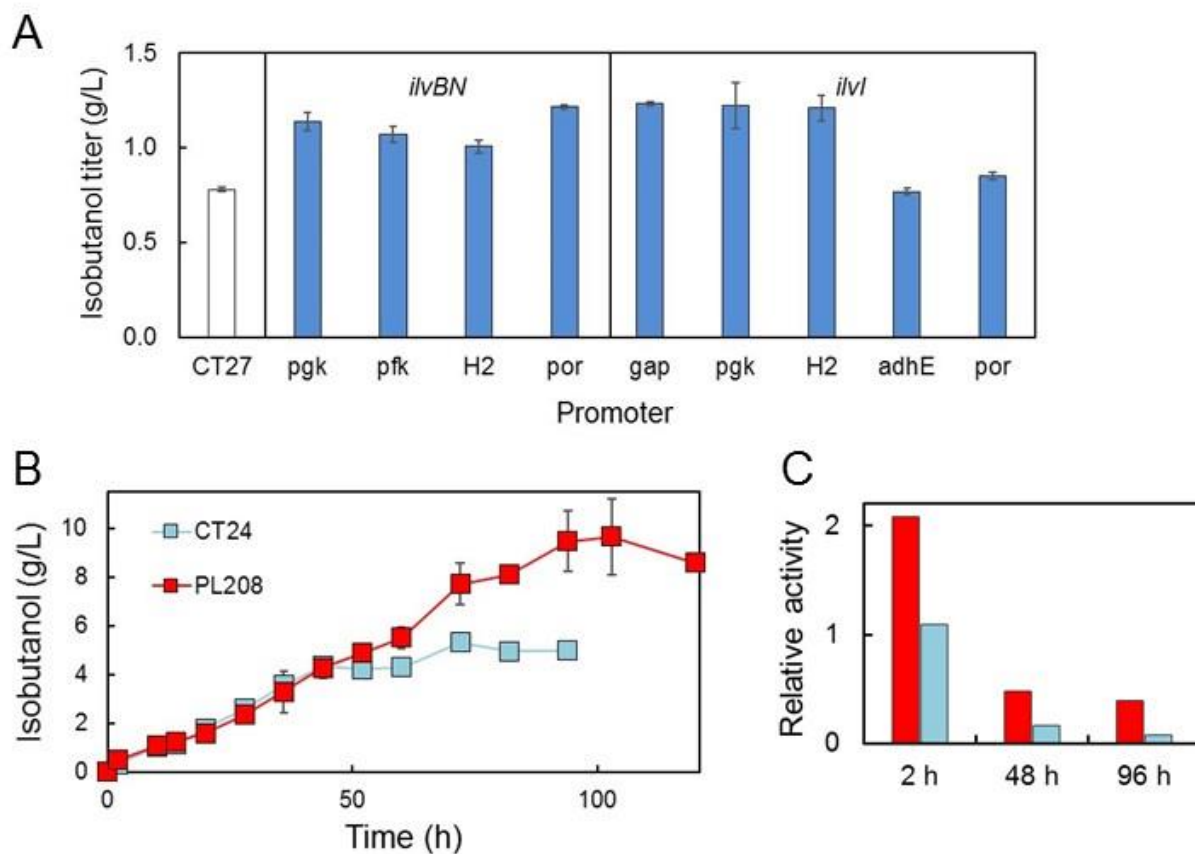 A
Isobutanol titer (g/L)
1.5
1.0
0.5
0.0
ilvBN
ilvI
CT27 pgk pfk H2 por gap pgk H2 adhE por
Promoter
B
Isobutanol (g/L)
10
8
6
4
2
0
CT24
PL208
0 50 100
Time (h)
C
Relative activity
2
1
0
2 h 48 h 96 h